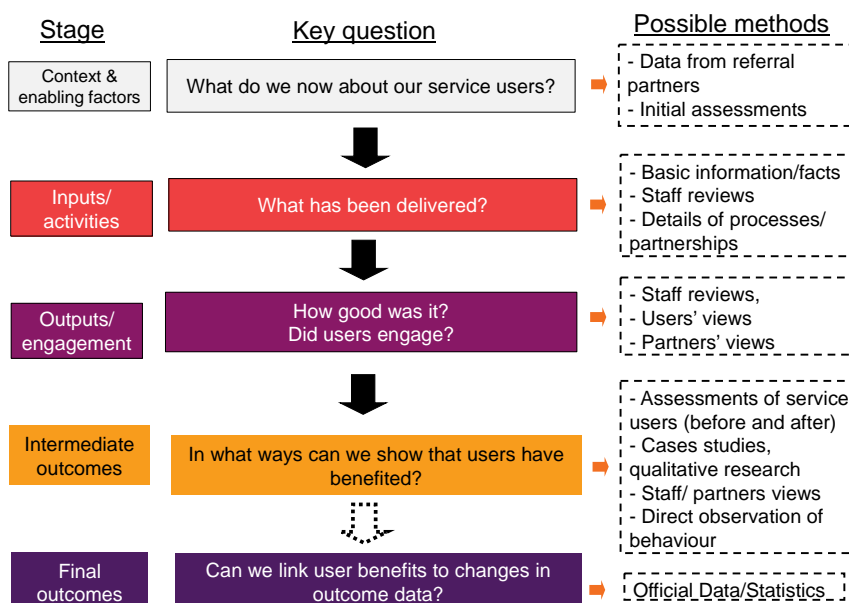 Stage
Key question
Possible methods
Context &
enabling factors
What do we now about our service users?
- Data from referral
partners
- Initial assessments
Inputs/
activities
What has been delivered?
- Basic information/facts
- Staff reviews
- Details of processes/
partnerships
Outputs/
engagement
How good was it?
Did users engage?
- Staff reviews,
- Users’ views
- Partners’ views
Intermediate
outcomes
In what ways can we show that users have
benefited?
- Assessments of service
users (before and after)
- Cases studies,
qualitative research
- Staff/ partners views
- Direct observation of
behaviour
Final
outcomes
Can we link user benefits to changes in
outcome data?
Official Data/Statistics